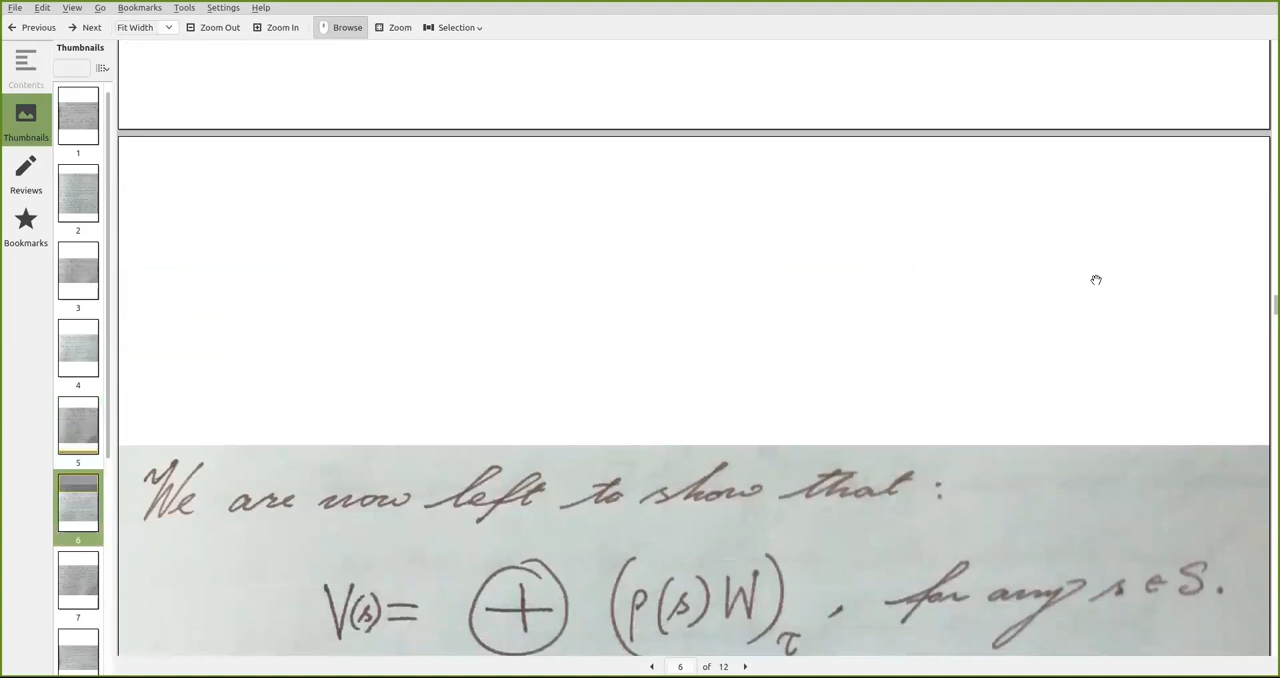 File Edit View Go Bookmarks Tools Settings Help
Previous Next Fit Width Zoom Out Zoom In Browse Zoom Selection
Thumbnails
Contents
Thumbnails
Reviews
Bookmarks
1
2
3
4
5
6
7
We are now left to show that :
V(s) = ⊕ (ρ(s)W)_τ , for any s ∈ S.
6 of 12